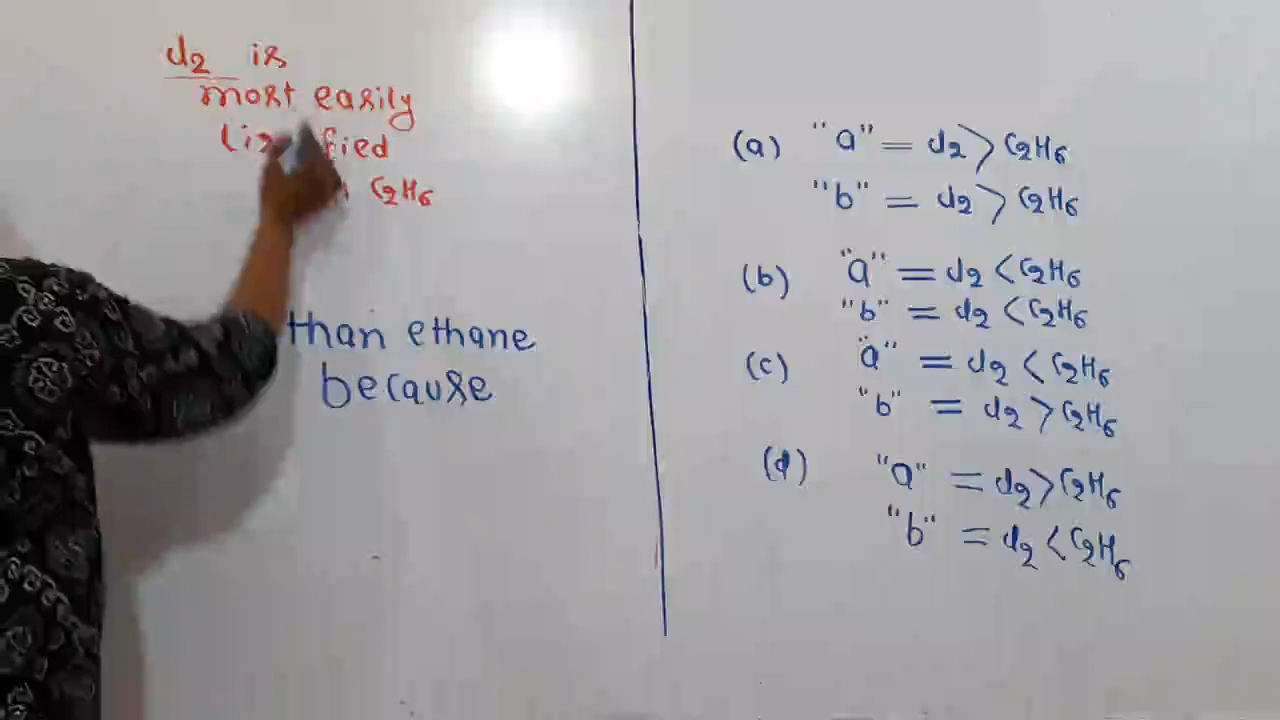 d2 is
most easily
C2H6
than ethane
because
(a) "a" = d2 > C2H6
"b" = d2 > C2H6
(b) "a" = d2 < C2H6
"b" = d2 < C2H6
(c) "a" = d2 < C2H6
"b" = d2 > C2H6
(d) "a" = d2 > C2H6
"b" = d2 < C2H6